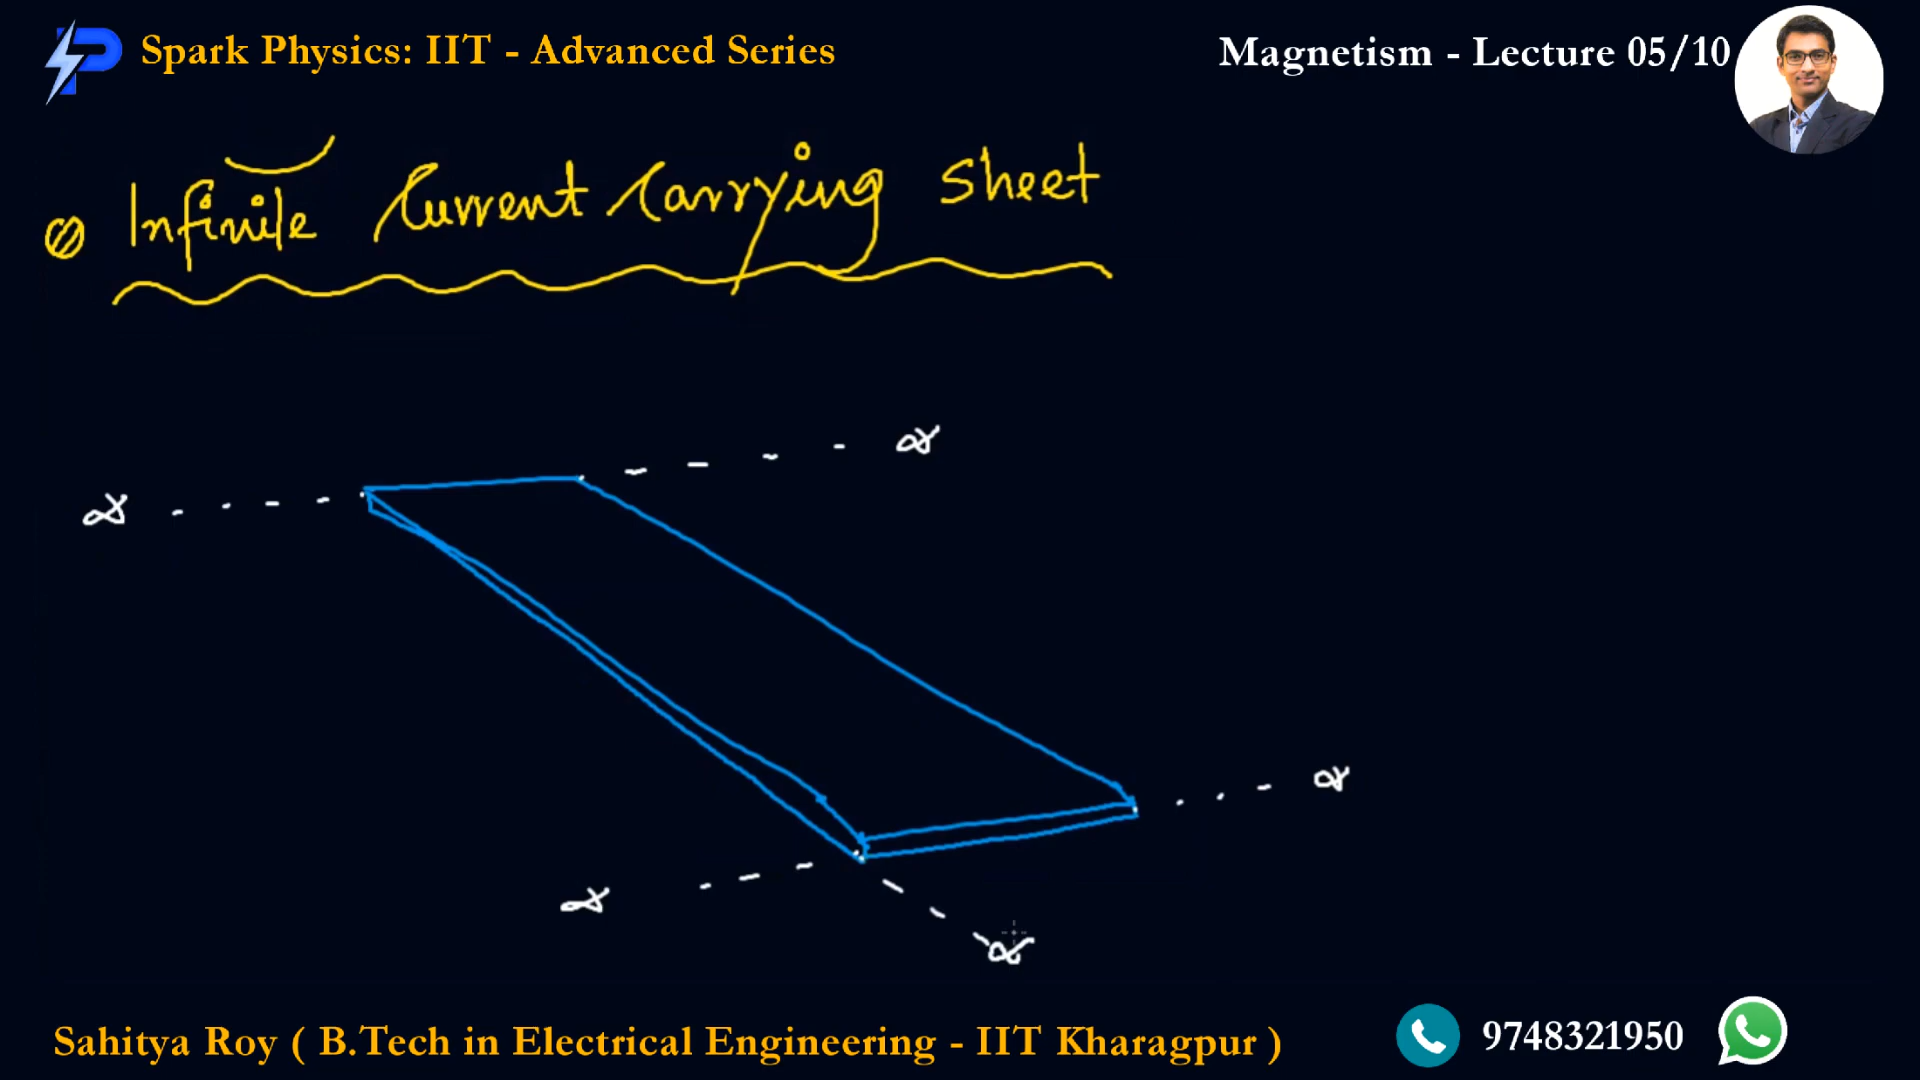 Spark Physics: IIT - Advanced Series
Magnetism - Lecture 05/10
Infinite Current Carrying Sheet
∝
∝
∝
∝
∝
Sahitya Roy ( B.Tech in Electrical Engineering - IIT Kharagpur )
9748321950